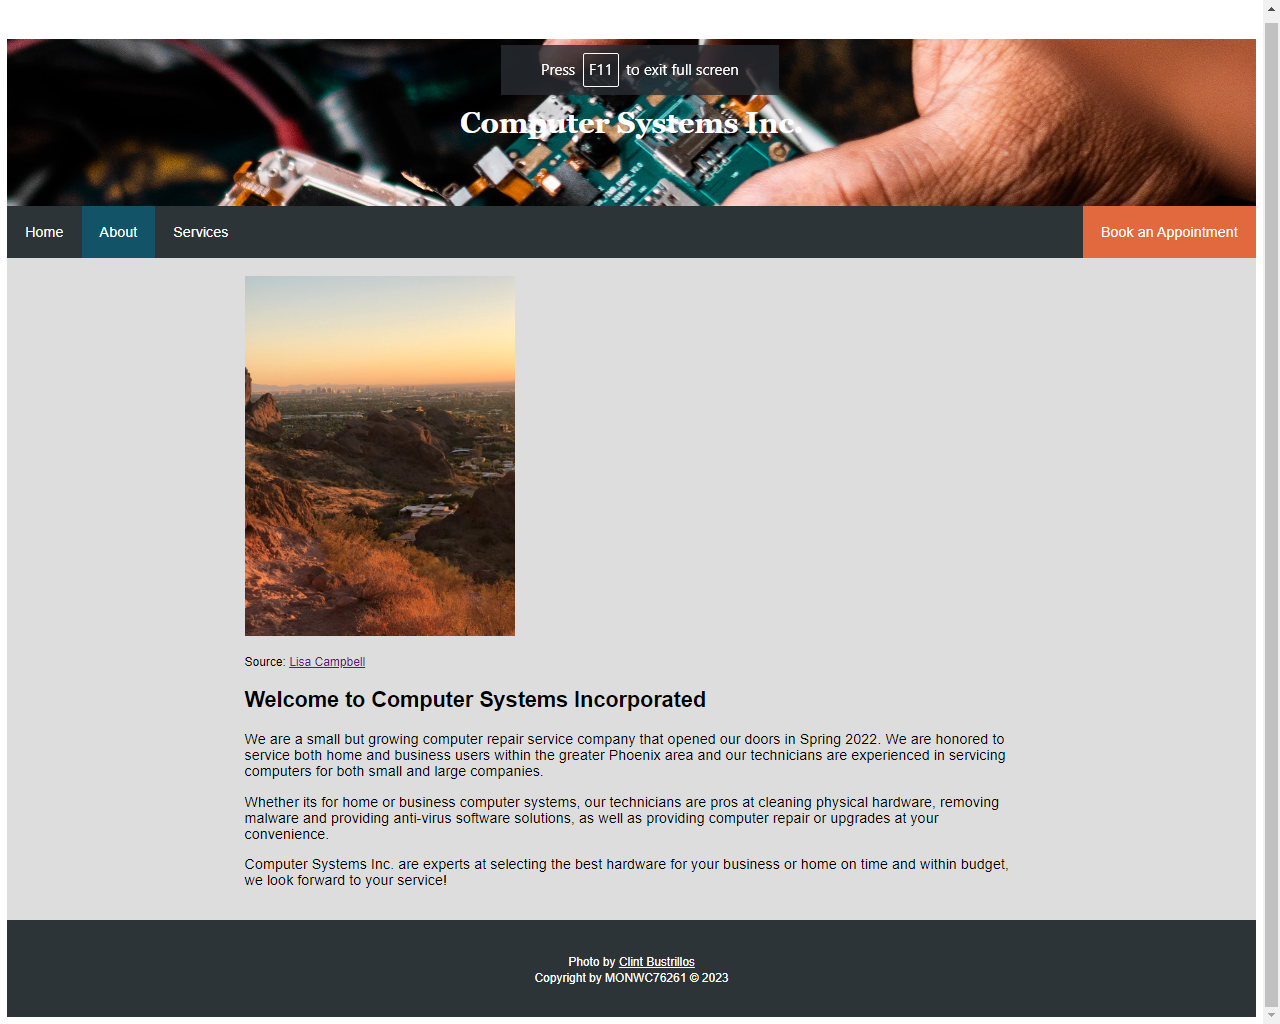 Press F11 to exit full screen
Computer Systems Inc.
Home About Services Book an Appointment
Source: Lisa Campbell
Welcome to Computer Systems Incorporated
We are a small but growing computer repair service company that opened our doors in Spring 2022. We are honored to
service both home and business users within the greater Phoenix area and our technicians are experienced in servicing
computers for both small and large companies.
Whether its for home or business computer systems, our technicians are pros at cleaning physical hardware, removing
malware and providing anti-virus software solutions, as well as providing computer repair or upgrades at your
convenience.
Computer Systems Inc. are experts at selecting the best hardware for your business or home on time and within budget,
we look forward to your service!
Photo by Clint Bustrillos
Copyright by MONWC76261 © 2023